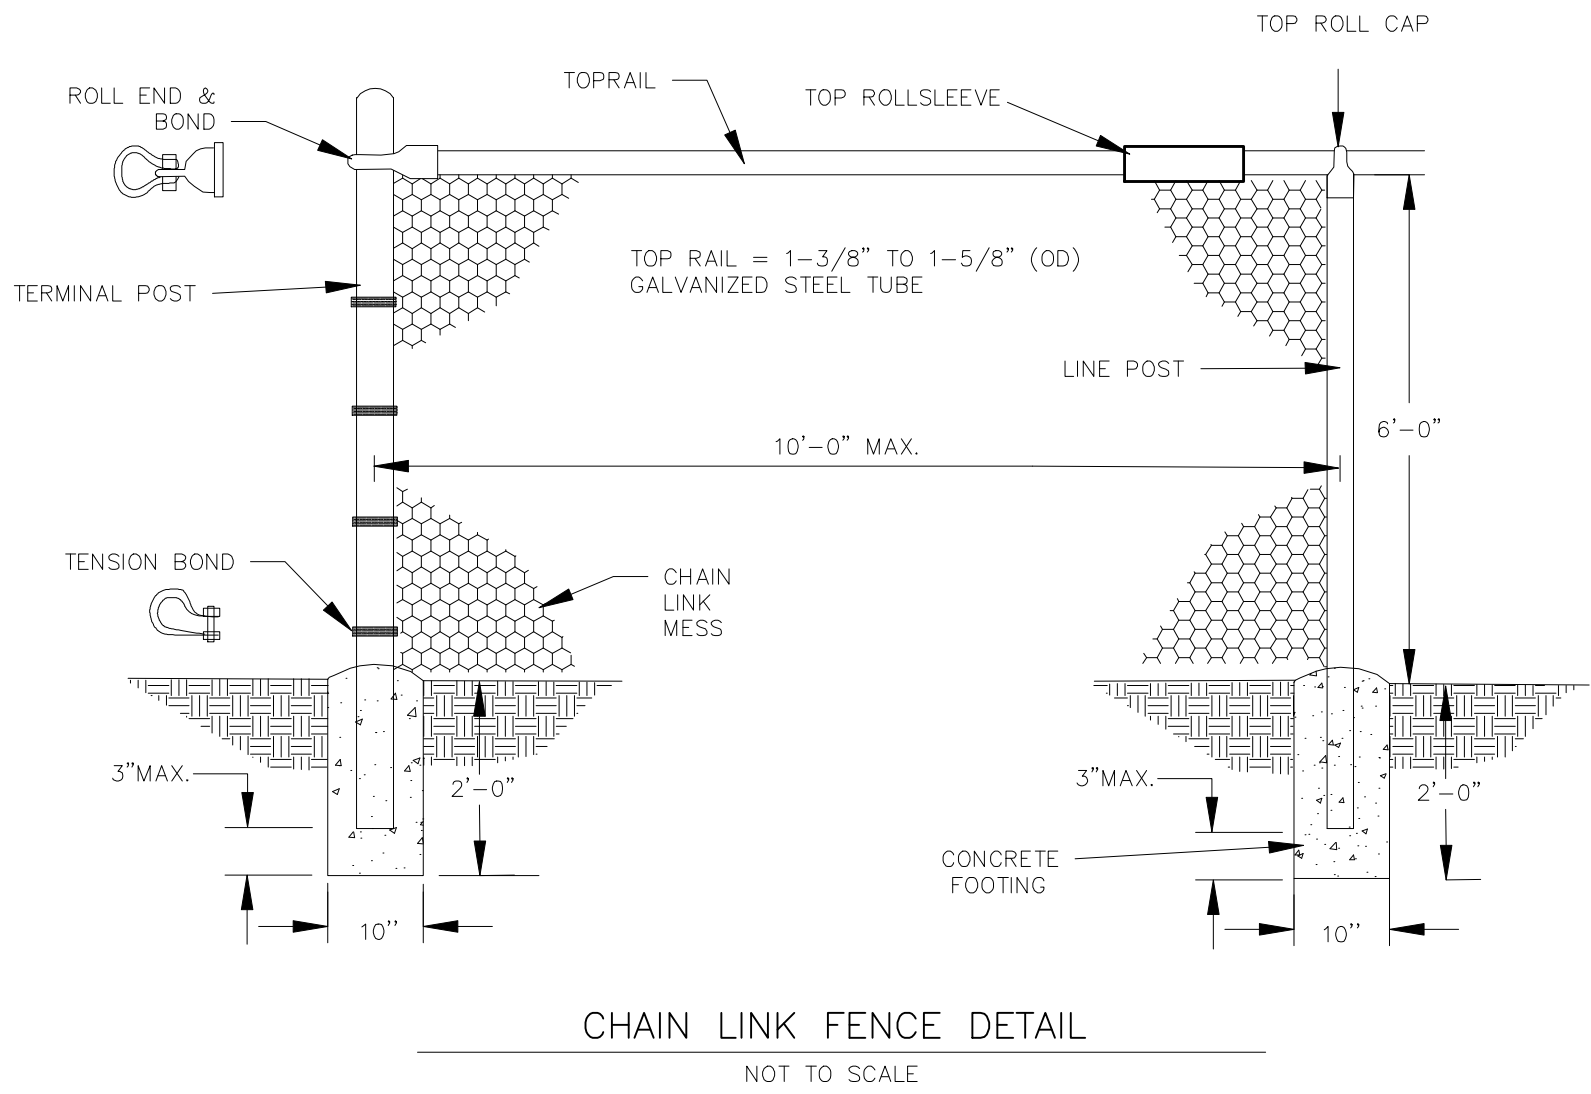 TOP ROLL CAP
TOPRAIL
ROLL END &
BOND
TOP ROLLSLEEVE
TOP RAIL = 1-3/8" TO 1-5/8" (OD)
GALVANIZED STEEL TUBE
TERMINAL POST
LINE POST
6'-0"
10'-0" MAX.
TENSION BOND
CHAIN
LINK
MESS
3"MAX.
2'-0"
3"MAX.
2'-0"
CONCRETE
FOOTING
10''
10''
CHAIN LINK FENCE DETAIL
NOT TO SCALE